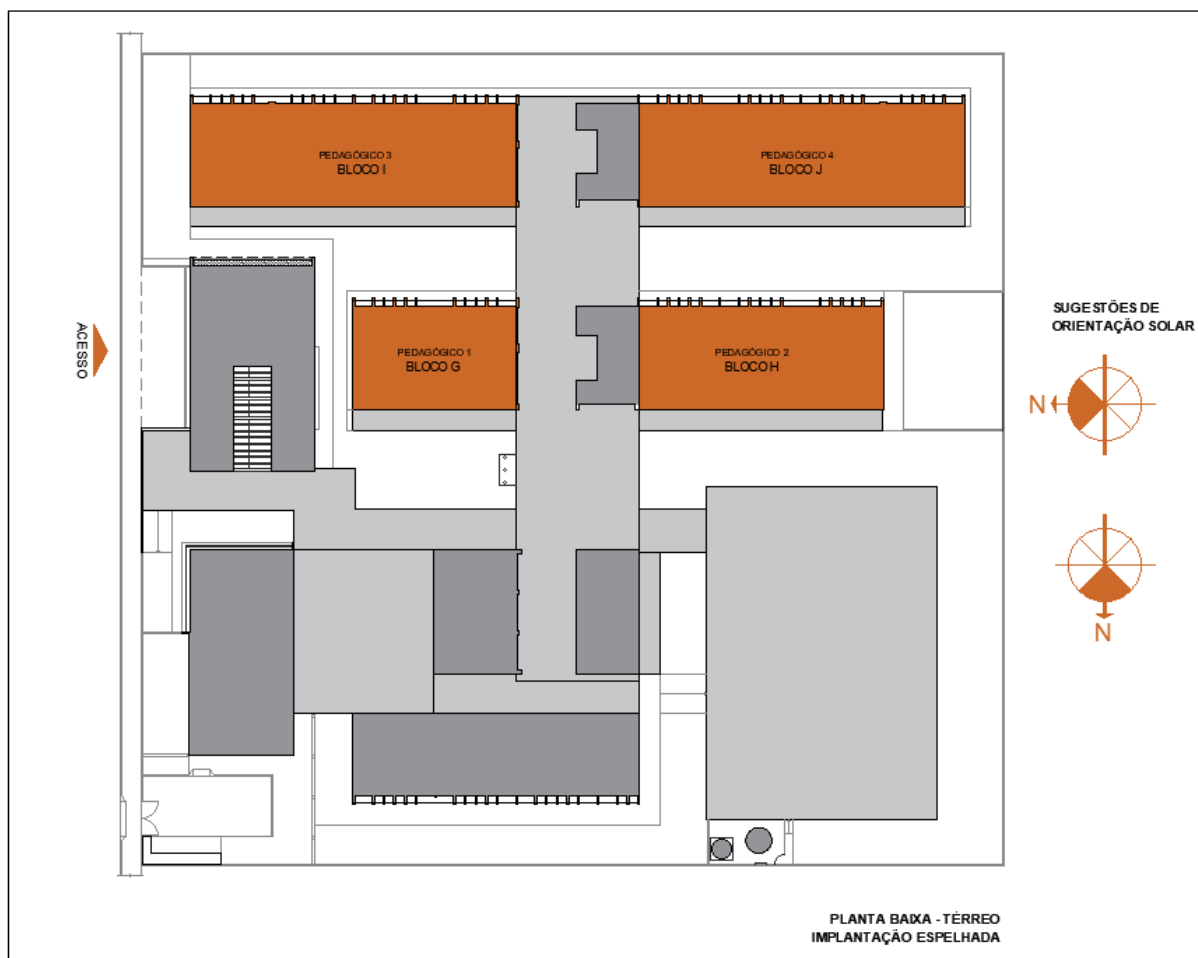 PEDAGÓGICO 3
BLOCO I
PEDAGÓGICO 4
BLOCO J
ACESSO
PEDAGÓGICO 1
BLOCO G
PEDAGÓGICO 2
BLOCO H
SUGESTÕES DE
ORIENTAÇÃO SOLAR
N
N
PLANTA BAIXA - TÉRREO
IMPLANTAÇÃO ESPELHADA